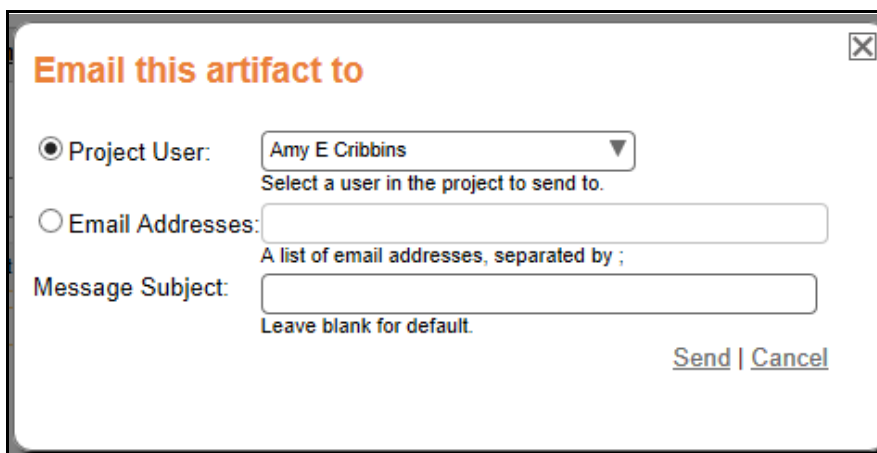 Email this artifact to
Project User: Amy E Cribbins
Select a user in the project to send to.
Email Addresses:
A list of email addresses, separated by ;
Message Subject:
Leave blank for default.
Send | Cancel